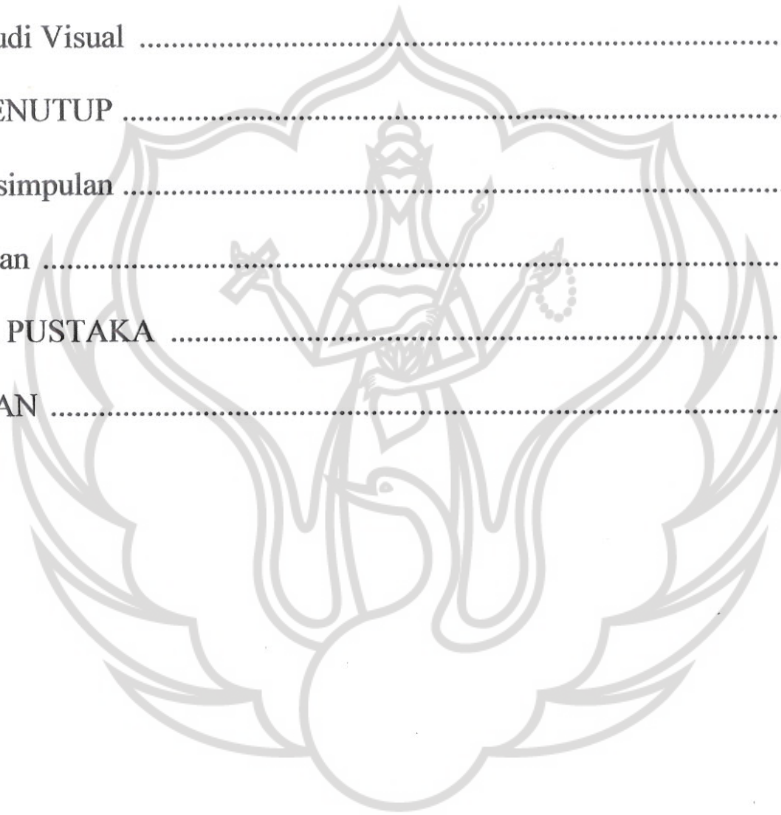 udi Visual ................................................................
ENUTUP ................................................................
simpulan ................................................................
an ................................................................
PUSTAKA ................................................................
AN ................................................................